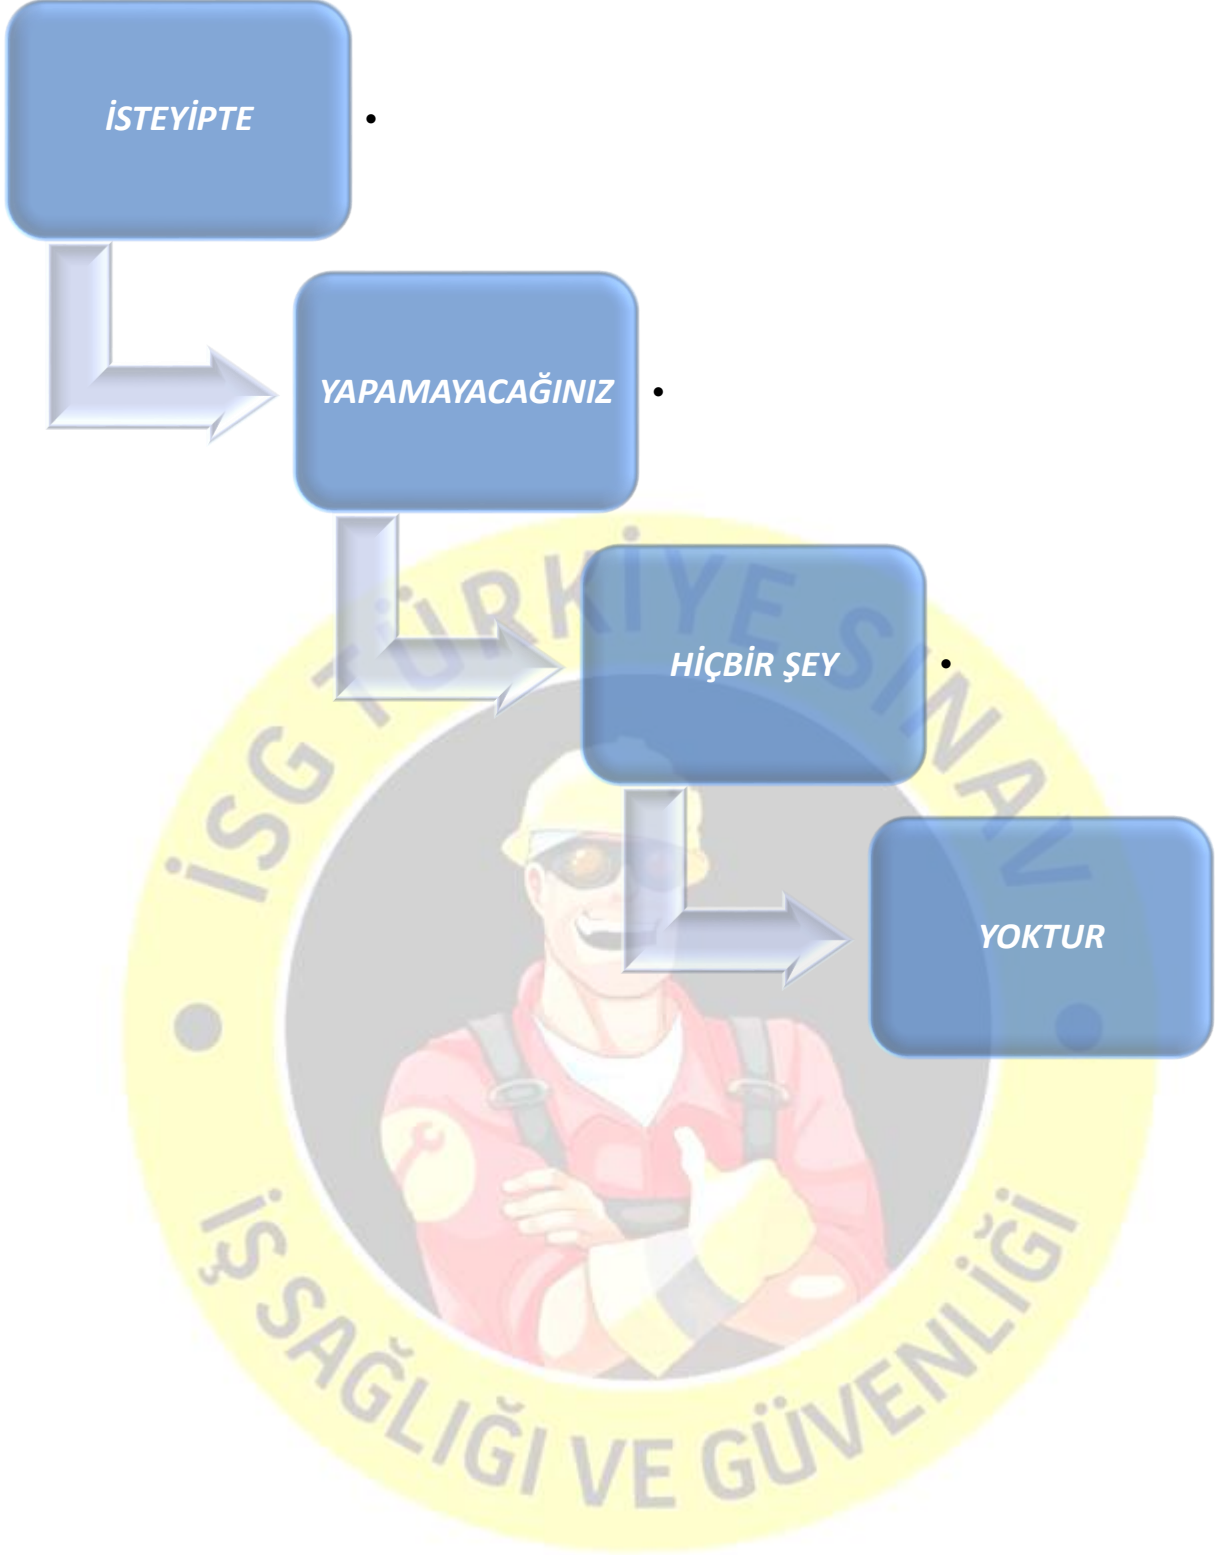 İSTEYİPTE
•
YAPAMAYACAĞINIZ
•
HİÇBİR ŞEY
•
YOKTUR
İSG TÜRKİYE SINAV
İŞ SAĞLIĞI VE GÜVENLİĞİ